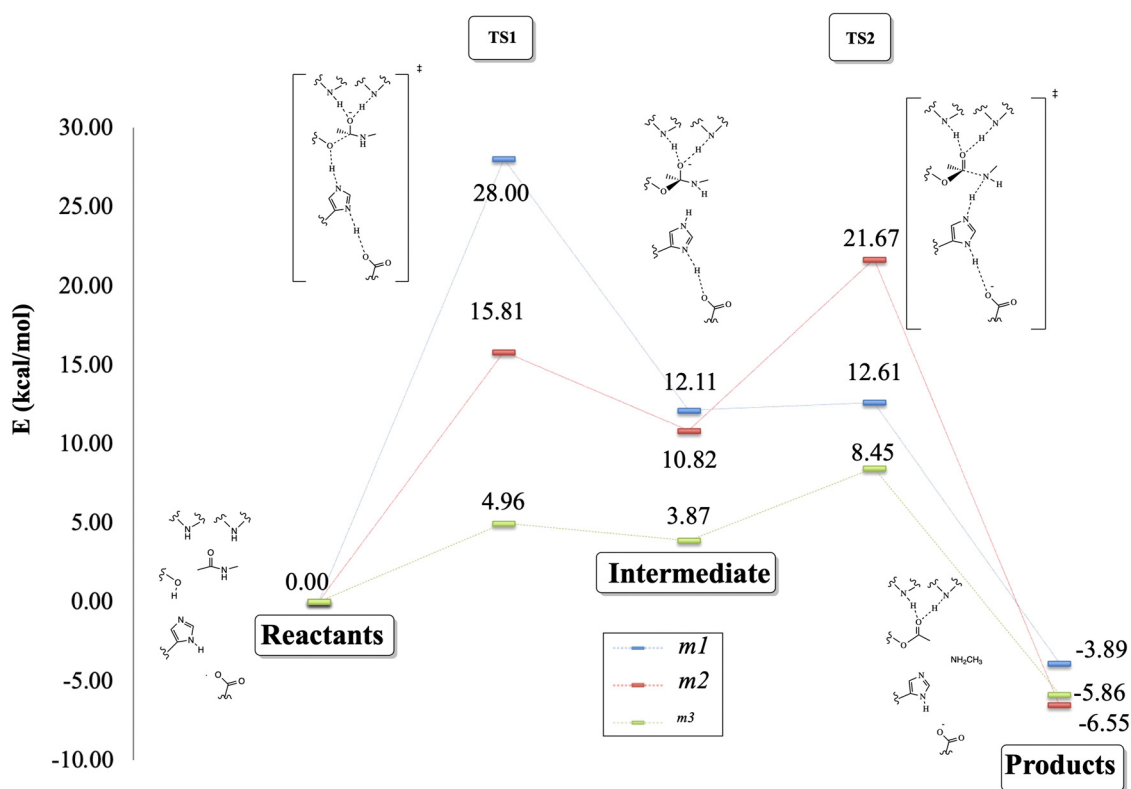 TS1
TS2
E (kcal/mol)
30.00
25.00
20.00
15.00
10.00
5.00
0.00
-5.00
-10.00
0.00
28.00
15.81
4.96
12.11
10.82
3.87
12.61
21.67
8.45
-3.89
-5.86
-6.55
Reactants
Intermediate
Products
m1
m2
m3
‡
N
N
H
H
O
-
O
N
H
H
N
N
H
O
O
N
N
H
H
O
-
O
N
H
H
N
N
H
O
O
‡
N
N
H
H
O
O
N
H
H
N
N
H
O
-
O
NH
NH
O
N
H
O
H
N
N
H
O
O
N
N
H
H
O
O
NH₂CH₃
N
N
H
O
-
O